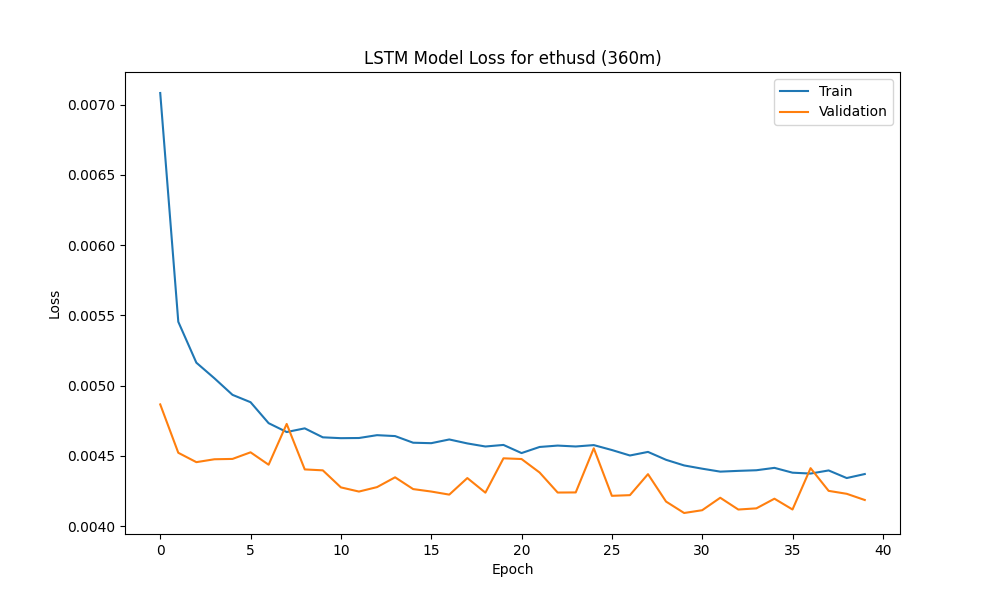 LSTM Model Loss for ethusd (360m)
Train
Validation
0.0070
0.0065
0.0060
0.0055
0.0050
0.0045
0.0040
Loss
0 5 10 15 20 25 30 35 40
Epoch